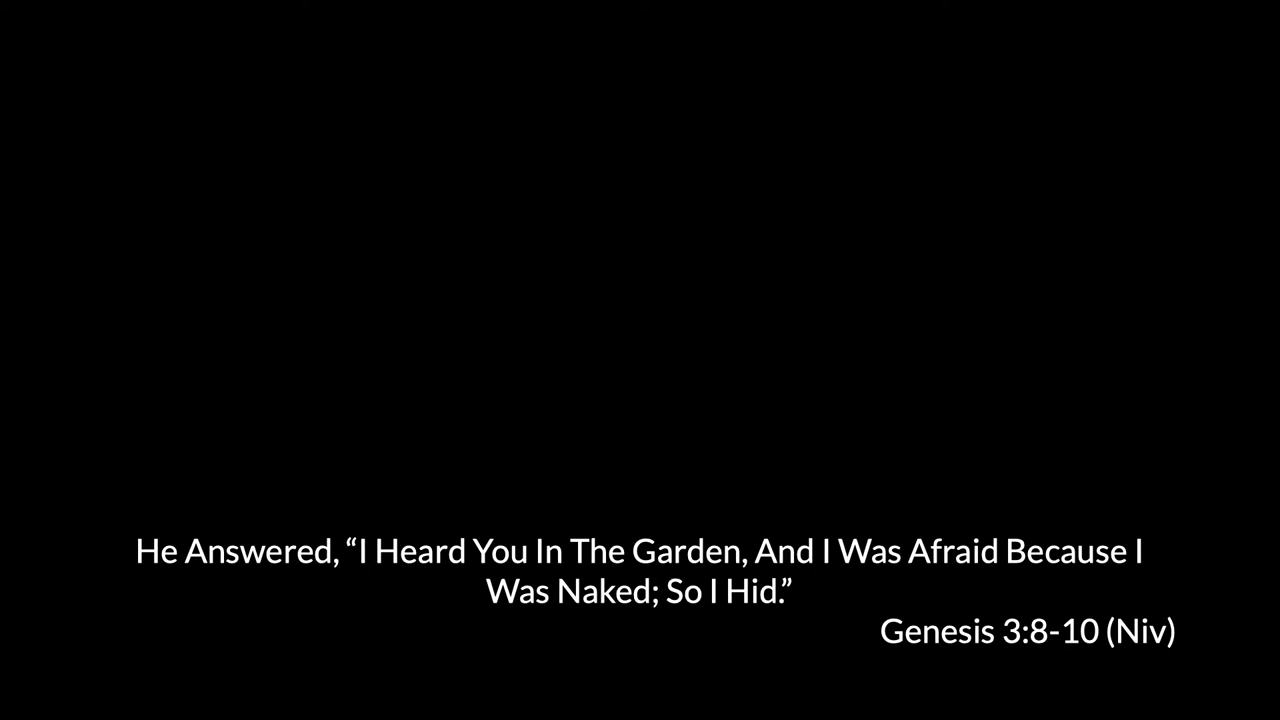 He Answered, “I Heard You In The Garden, And I Was Afraid Because I
Was Naked; So I Hid.”
Genesis 3:8-10 (Niv)